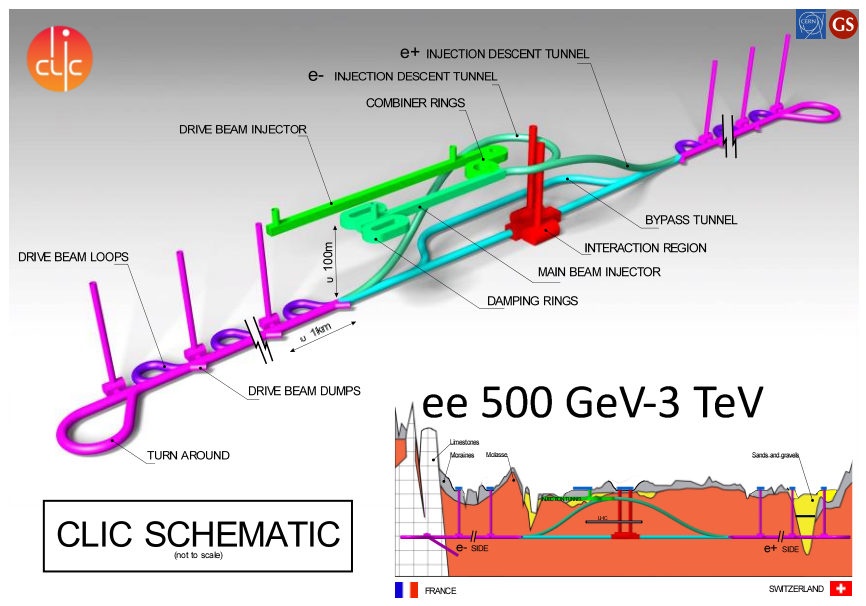 clic
CERN
GS
e+ INJECTION DESCENT TUNNEL
e- INJECTION DESCENT TUNNEL
COMBINER RINGS
DRIVE BEAM INJECTOR
BYPASS TUNNEL
DRIVE BEAM LOOPS
INTERACTION REGION
100m
MAIN BEAM INJECTOR
DAMPING RINGS
1km
DRIVE BEAM DUMPS
TURN AROUND
ee 500 GeV-3 TeV
Limestones
Moraines
Molasse
Sands and gravels
INJECTION TUNNEL
CLIC SCHEMATIC
(not to scale)
e- SIDE
e+ SIDE
FRANCE
SWITZERLAND